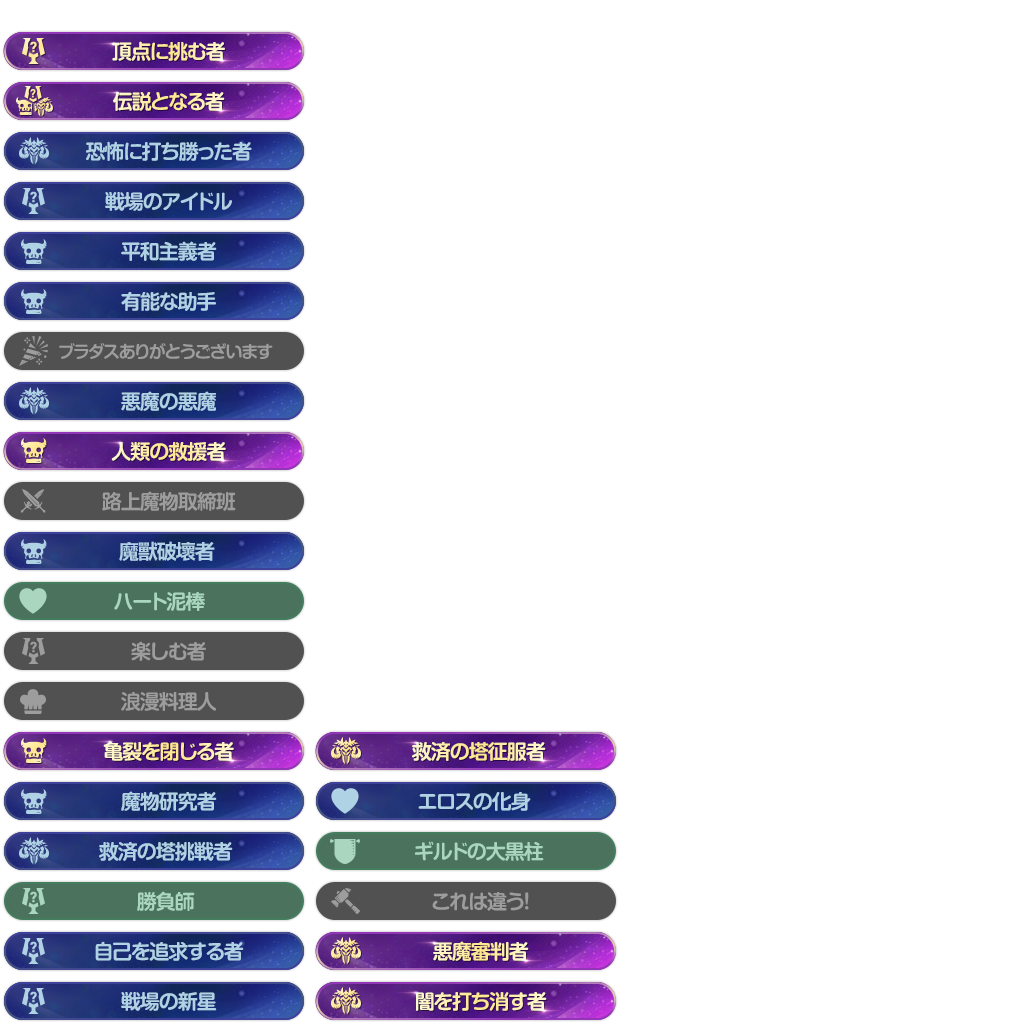 頂点に挑む者
伝説となる者
恐怖に打ち勝った者
戦場のアイドル
平和主義者
有能な助手
ブラダスありがとうございます
悪魔の悪魔
人類の救援者
路上魔物取締班
魔獣破壊者
ハート泥棒
楽しむ者
浪漫料理人
亀裂を閉じる者
救済の塔征服者
魔物研究者
エロスの化身
救済の塔挑戦者
ギルドの大黒柱
勝負師
これは違う!
自己を追求する者
悪魔審判者
戦場の新星
闇を打ち消す者